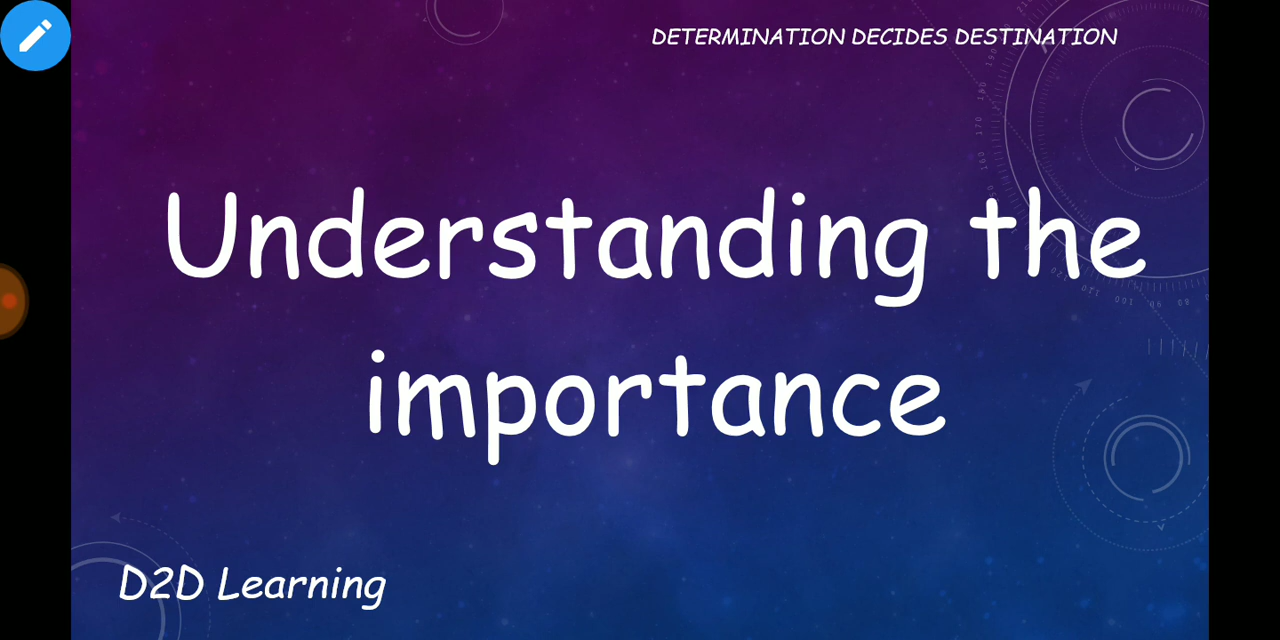 DETERMINATION DECIDES DESTINATION
Understanding the
importance
D2D Learning